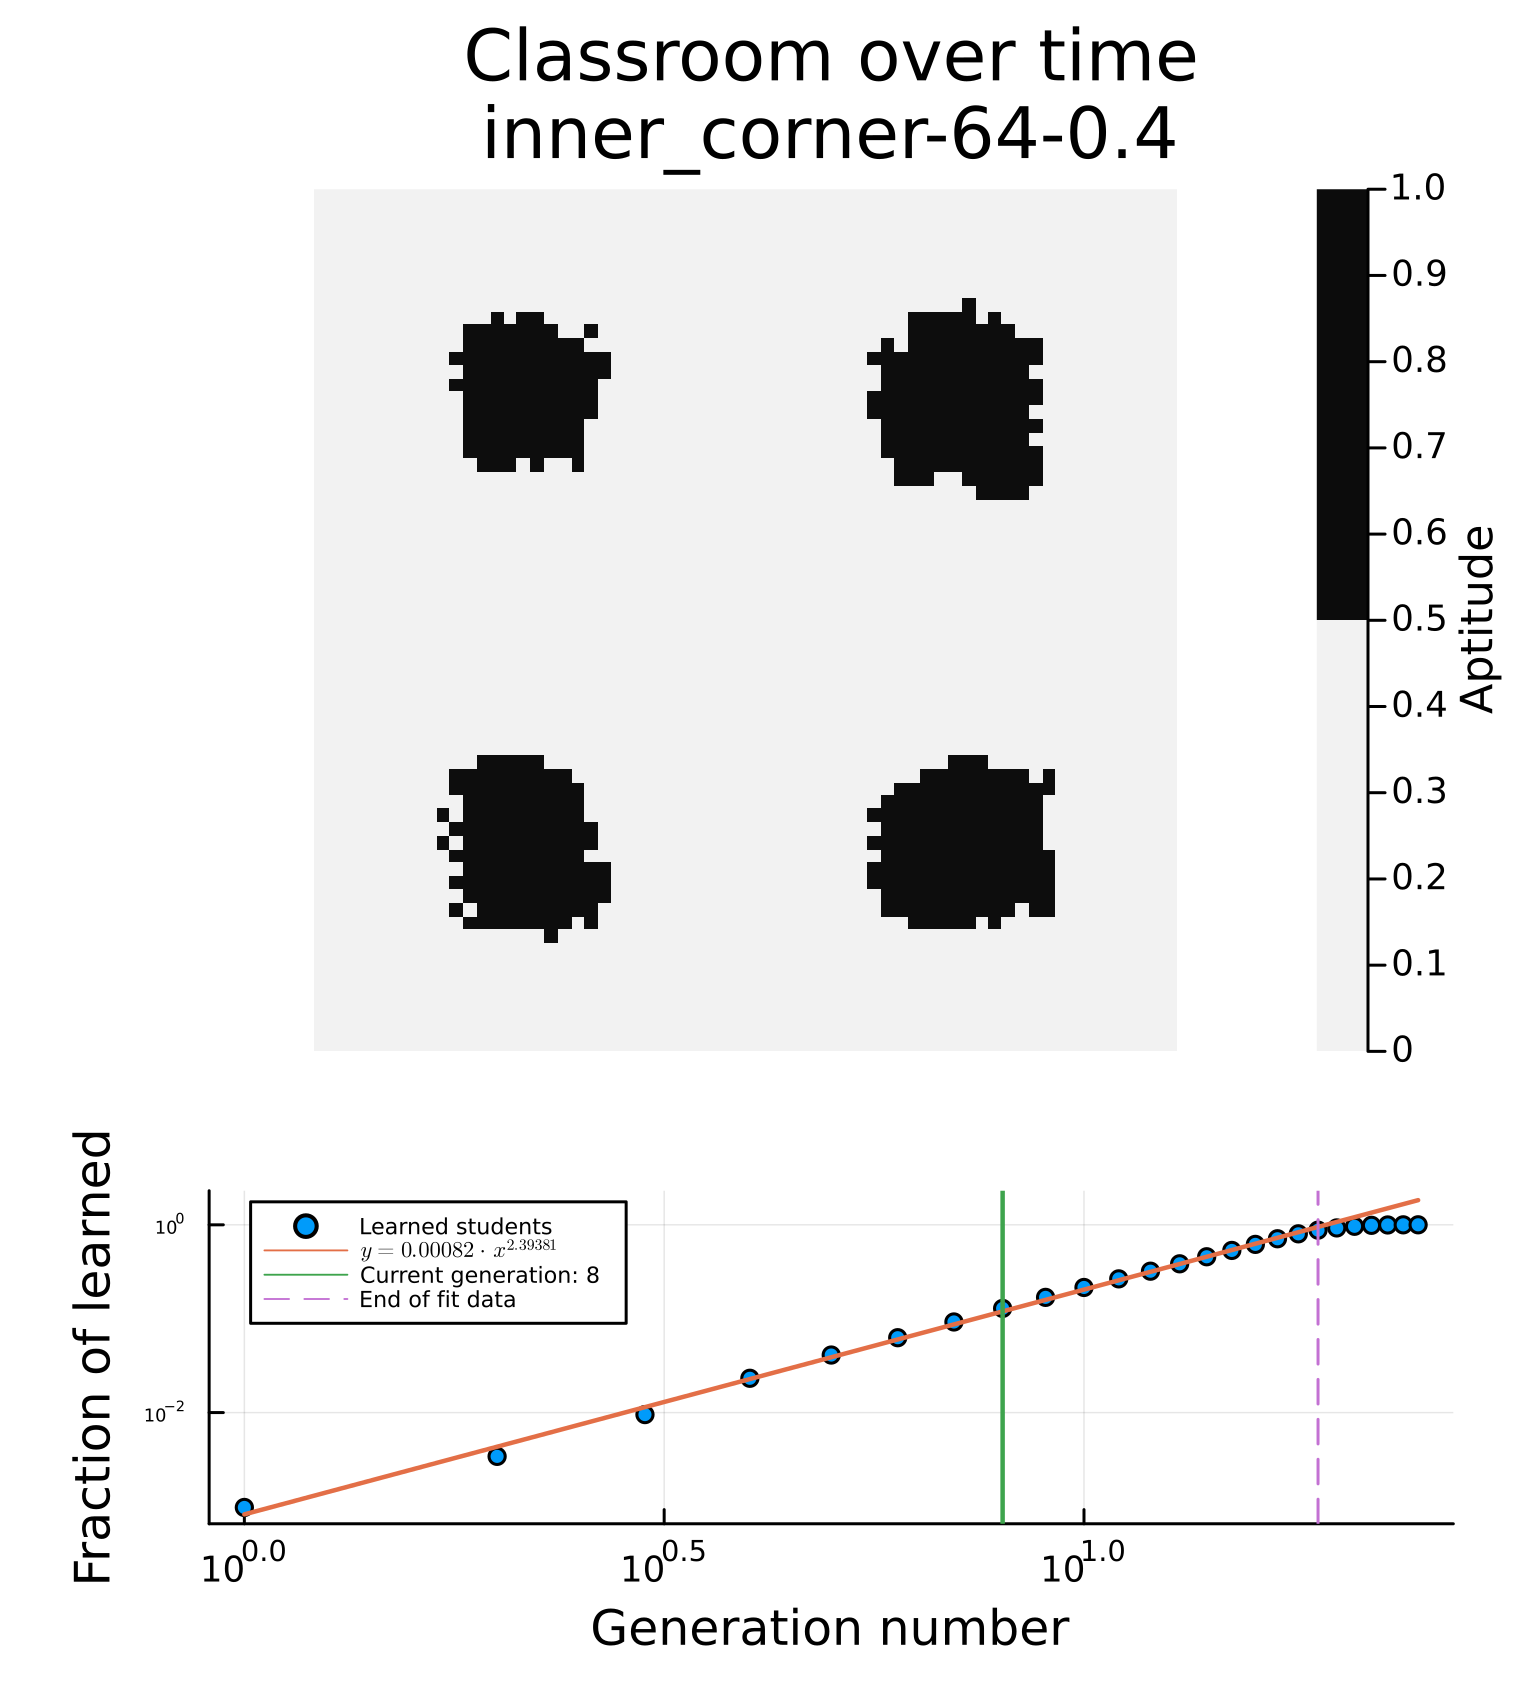 Classroom over time
inner_corner-64-0.4
1.0
0.9
0.8
0.7
0.6
0.5
0.4
0.3
0.2
0.1
0
Aptitude
Fraction of learned
10^0
10^−2
Learned students
y = 0.00082 · x^2.39381
Current generation: 8
End of fit data
10^0.0 10^0.5 10^1.0
Generation number